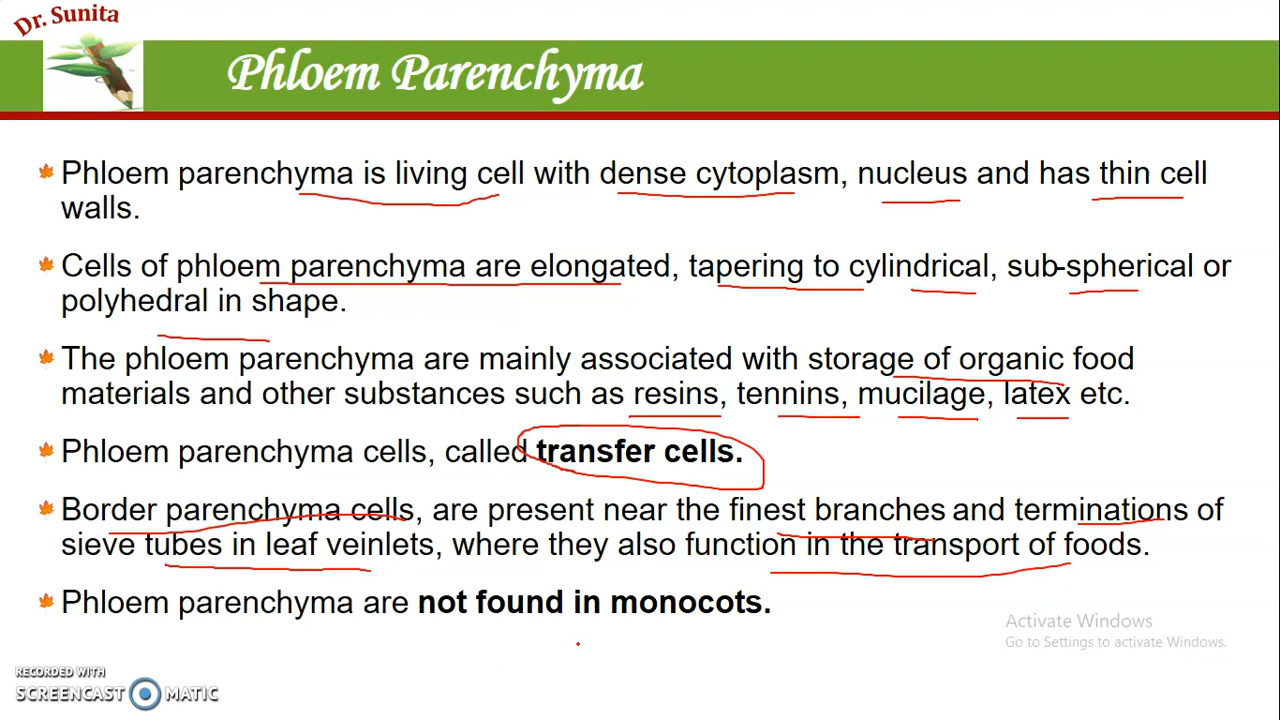 Dr. Sunita
Phloem Parenchyma
Phloem parenchyma is living cell with dense cytoplasm, nucleus and has thin cell
walls.
Cells of phloem parenchyma are elongated, tapering to cylindrical, sub-spherical or
polyhedral in shape.
The phloem parenchyma are mainly associated with storage of organic food
materials and other substances such as resins, tennins, mucilage, latex etc.
Phloem parenchyma cells, called transfer cells.
Border parenchyma cells, are present near the finest branches and terminations of
sieve tubes in leaf veinlets, where they also function in the transport of foods.
Phloem parenchyma are not found in monocots.
Activate Windows
Go to Settings to activate Windows.
RECORDED WITH
SCREENCAST MATIC